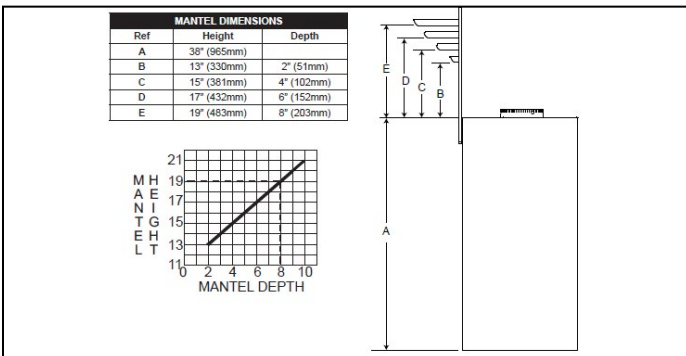 MANTEL DIMENSIONS
Ref Height Depth
A 38" (965mm)
B 13" (330mm) 2" (51mm)
C 15" (381mm) 4" (102mm)
D 17" (432mm) 6" (152mm)
E 19" (483mm) 8" (203mm)
MANTEL HEIGHT
21
19
17
15
13
11
0 2 4 6 8 10
MANTEL DEPTH
E
D
C
B
A